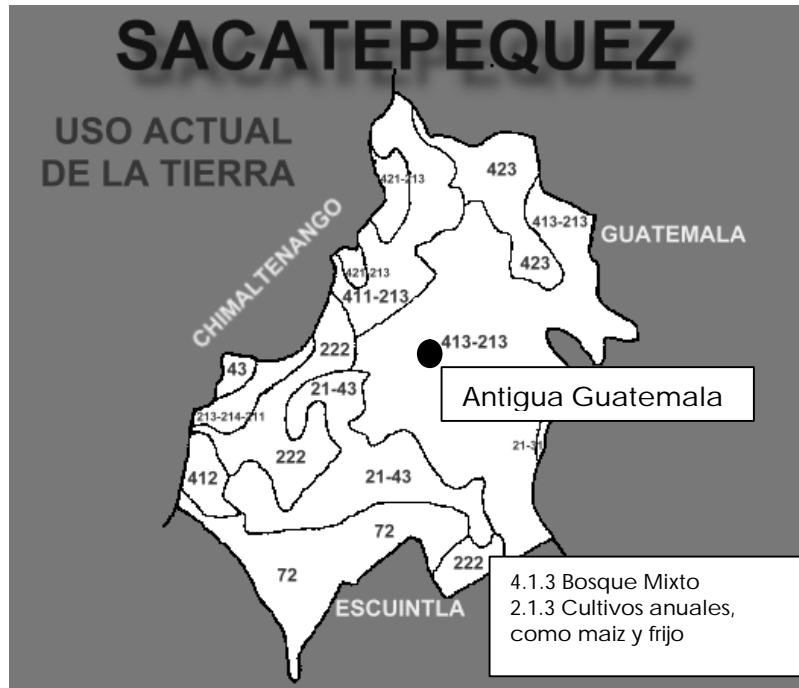 SACATEPEQUEZ
USO ACTUAL
DE LA TIERRA
423
421-213
413-213
GUATEMALA
CHIMALTENANGO
423
421-213
411-213
413-213
222
43
21-43
Antigua Guatemala
213-214-211
21-31
222
412
21-43
72
222
72
ESCUINTLA
4.1.3 Bosque Mixto
2.1.3 Cultivos anuales,
como maiz y frijo